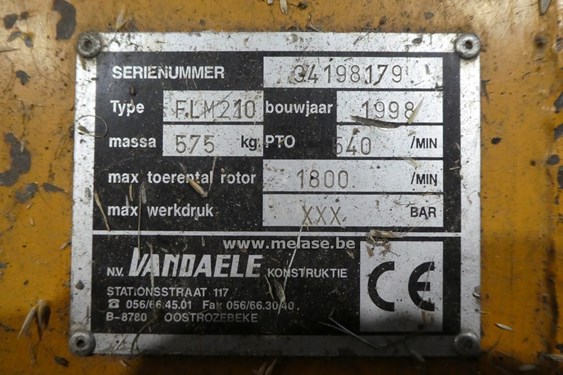 SERIENUMMER 34198179
Type FLM210 bouwjaar 1998
massa 575 kg PTO 540 /MIN
max toerental rotor 1800 /MIN
max werkdruk XXX BAR
www.melase.be
N.V. VANDAELE KONSTRUKTIE
STATIONSSTRAAT 117
☎ 056/66.45.01 Fax 056/66.30.40
B-8780 OOSTROZEBEKE
CE